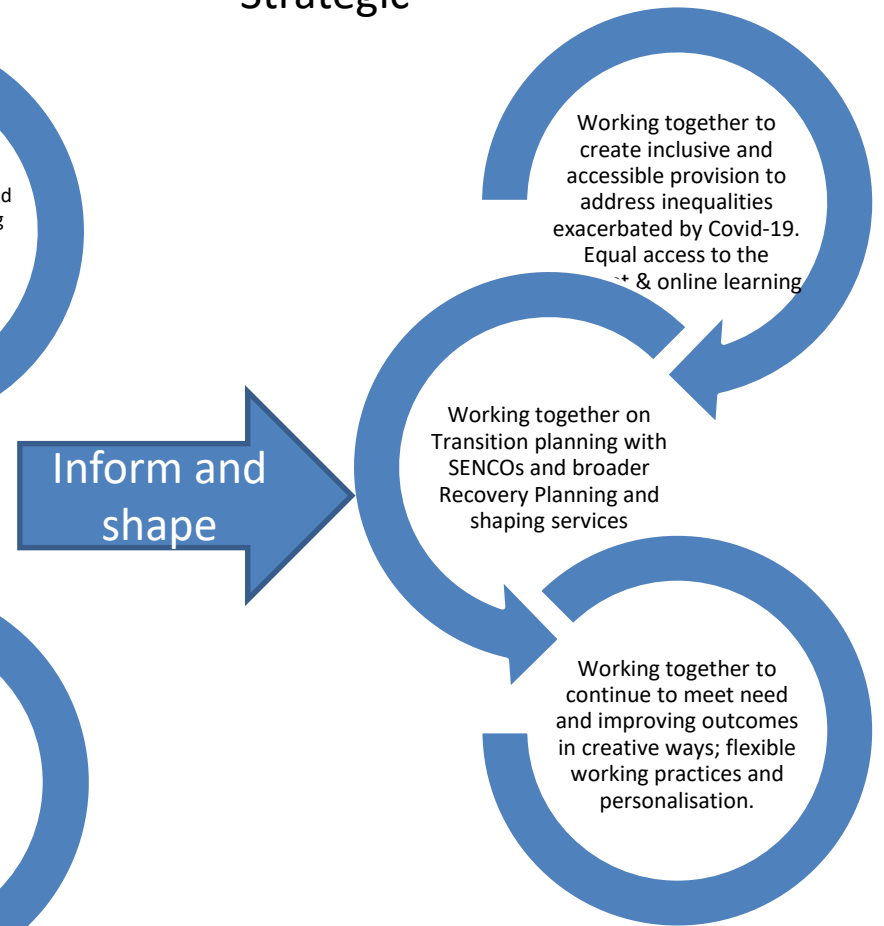 Strategic
d
g
Working together to
create inclusive and
accessible provision to
address inequalities
exacerbated by Covid-19.
Equal access to the
& online learning
Inform and
shape
Working together on
Transition planning with
SENCOs and broader
Recovery Planning and
shaping services
Working together to
continue to meet need
and improving outcomes
in creative ways; flexible
working practices and
personalisation.